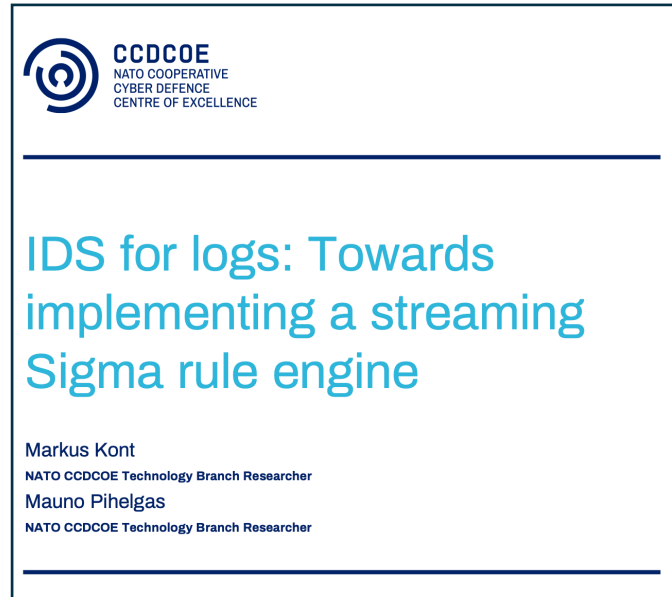 CCDCOE
NATO COOPERATIVE
CYBER DEFENCE
CENTRE OF EXCELLENCE
IDS for logs: Towards
implementing a streaming
Sigma rule engine
Markus Kont
NATO CCDCOE Technology Branch Researcher
Mauno Pihelgas
NATO CCDCOE Technology Branch Researcher